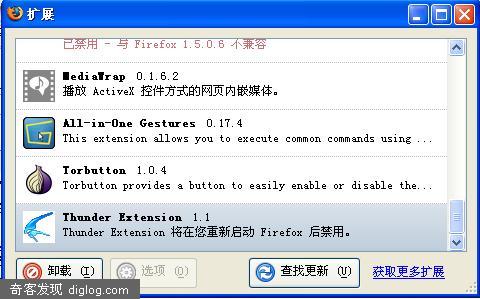 扩展
已禁用 - 与 Firefox 1.5.0.6 不兼容
MediaWrap 0.1.6.2
播放 ActiveX 控件方式的网页内嵌媒体。
All-in-One Gestures 0.17.4
This extension allows you to execute common commands using ...
Torbutton 1.0.4
Torbutton provides a button to easily enable or disable the...
Thunder Extension 1.1
Thunder Extension 将在您重新启动 Firefox 后禁用。
卸载 (I) 选项 (O) 查找更新 (U) 获取更多扩展
奇客发现 diglog.com